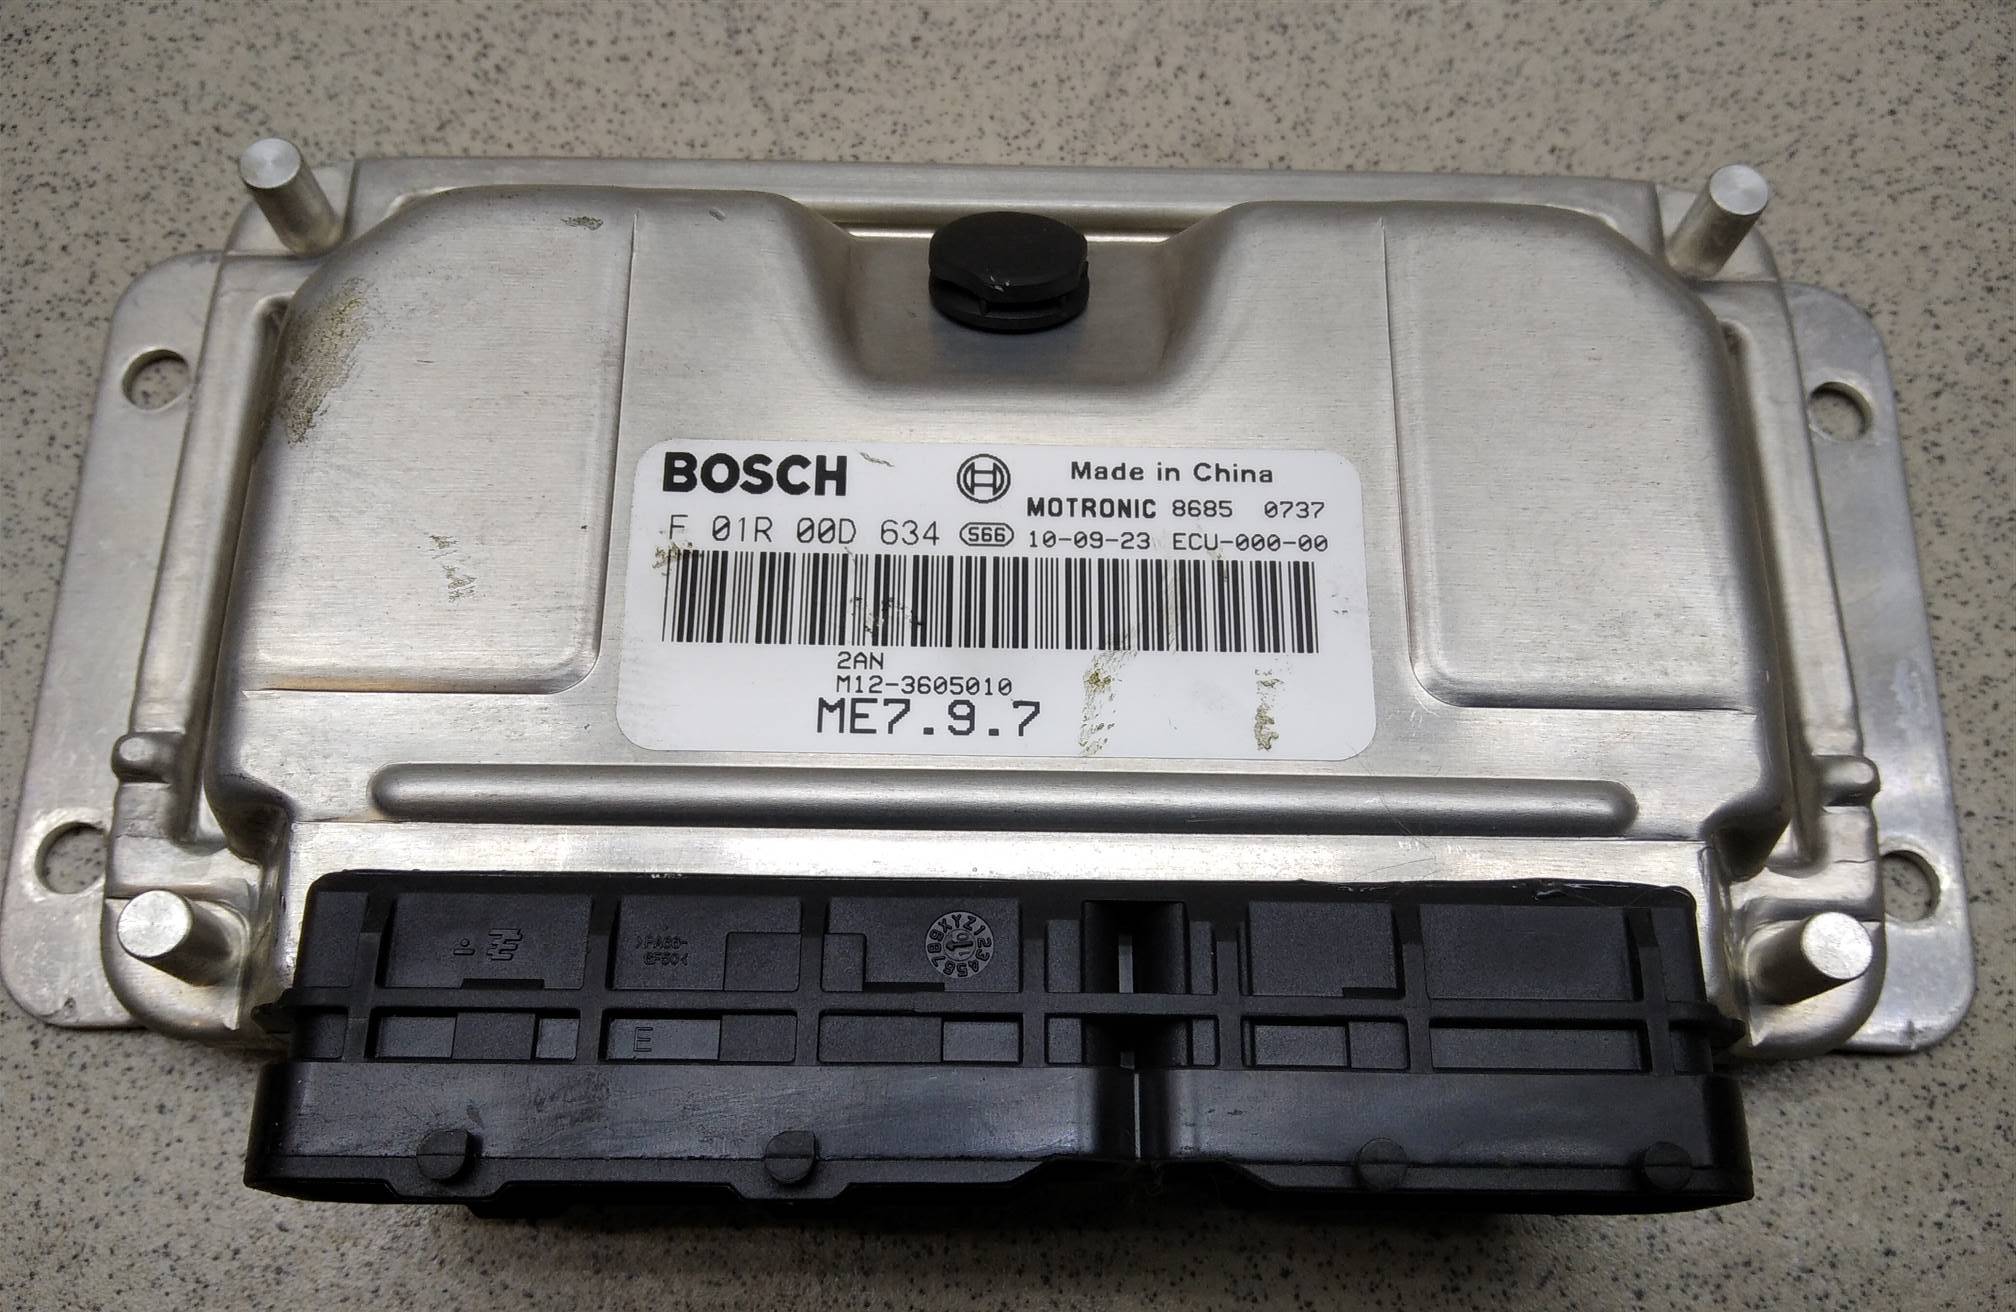 BOSCH
Made in China
MOTRONIC 8685 0737
F 01R 00D 634 S66 10-09-23 ECU-000-00
2AN
M12-3605010
ME7.9.7
E